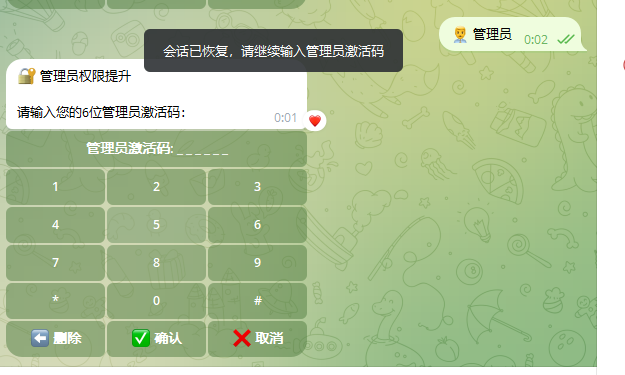 会话已恢复，请继续输入管理员激活码
👨‍💼 管理员 0:02
🔐 管理员权限提升
请输入您的6位管理员激活码：
0:01
管理员激活码: _ _ _ _ _ _
1 2 3
4 5 6
7 8 9
* 0 #
⬅️ 删除 ✅ 确认 ❌ 取消